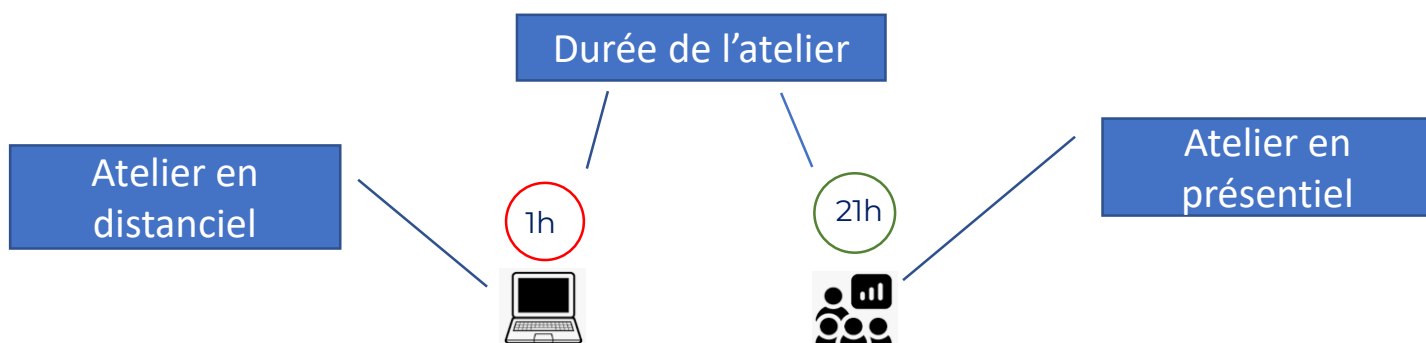 Durée de l’atelier
Atelier en
distanciel
1h
21h
Atelier en
présentiel